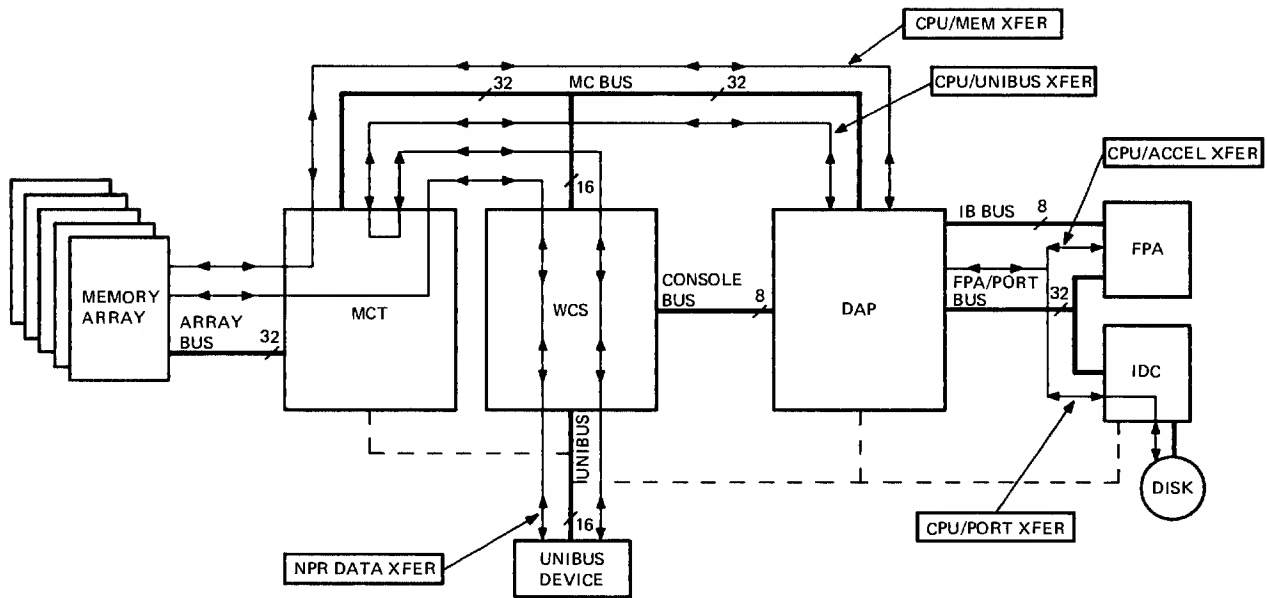 CPU/MEM XFER
32
MC BUS
32
CPU/UNIBUS XFER
CPU/ACCEL XFER
16
IB BUS
8
FPA
MEMORY
ARRAY
ARRAY
BUS
32
MCT
WCS
CONSOLE
BUS
8
DAP
FPA/PORT
BUS
32
IDC
UNIBUS
DISK
16
CPU/PORT XFER
NPR DATA XFER
UNIBUS
DEVICE